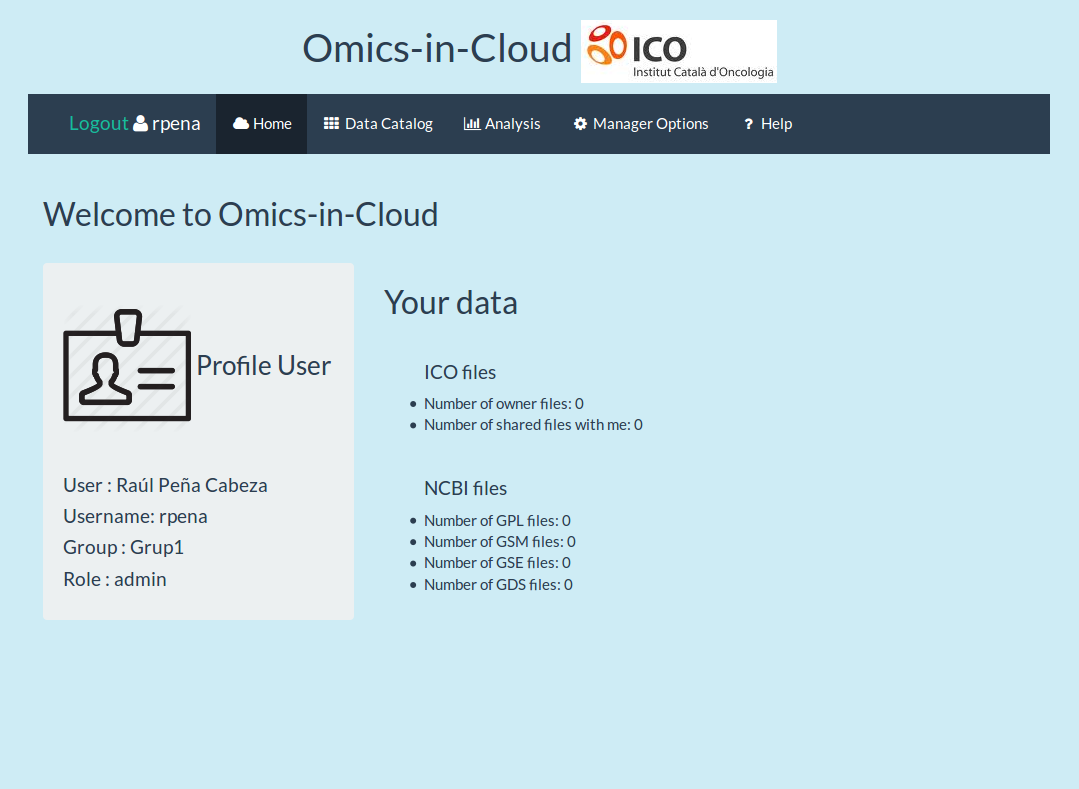 Omics-in-Cloud
ICO
Institut Català d'Oncologia
Logout rpena Home Data Catalog Analysis Manager Options ? Help
Welcome to Omics-in-Cloud
Profile User
User : Raúl Peña Cabeza
Username: rpena
Group : Grup1
Role : admin
Your data
ICO files
• Number of owner files: 0
• Number of shared files with me: 0
NCBI files
• Number of GPL files: 0
• Number of GSM files: 0
• Number of GSE files: 0
• Number of GDS files: 0